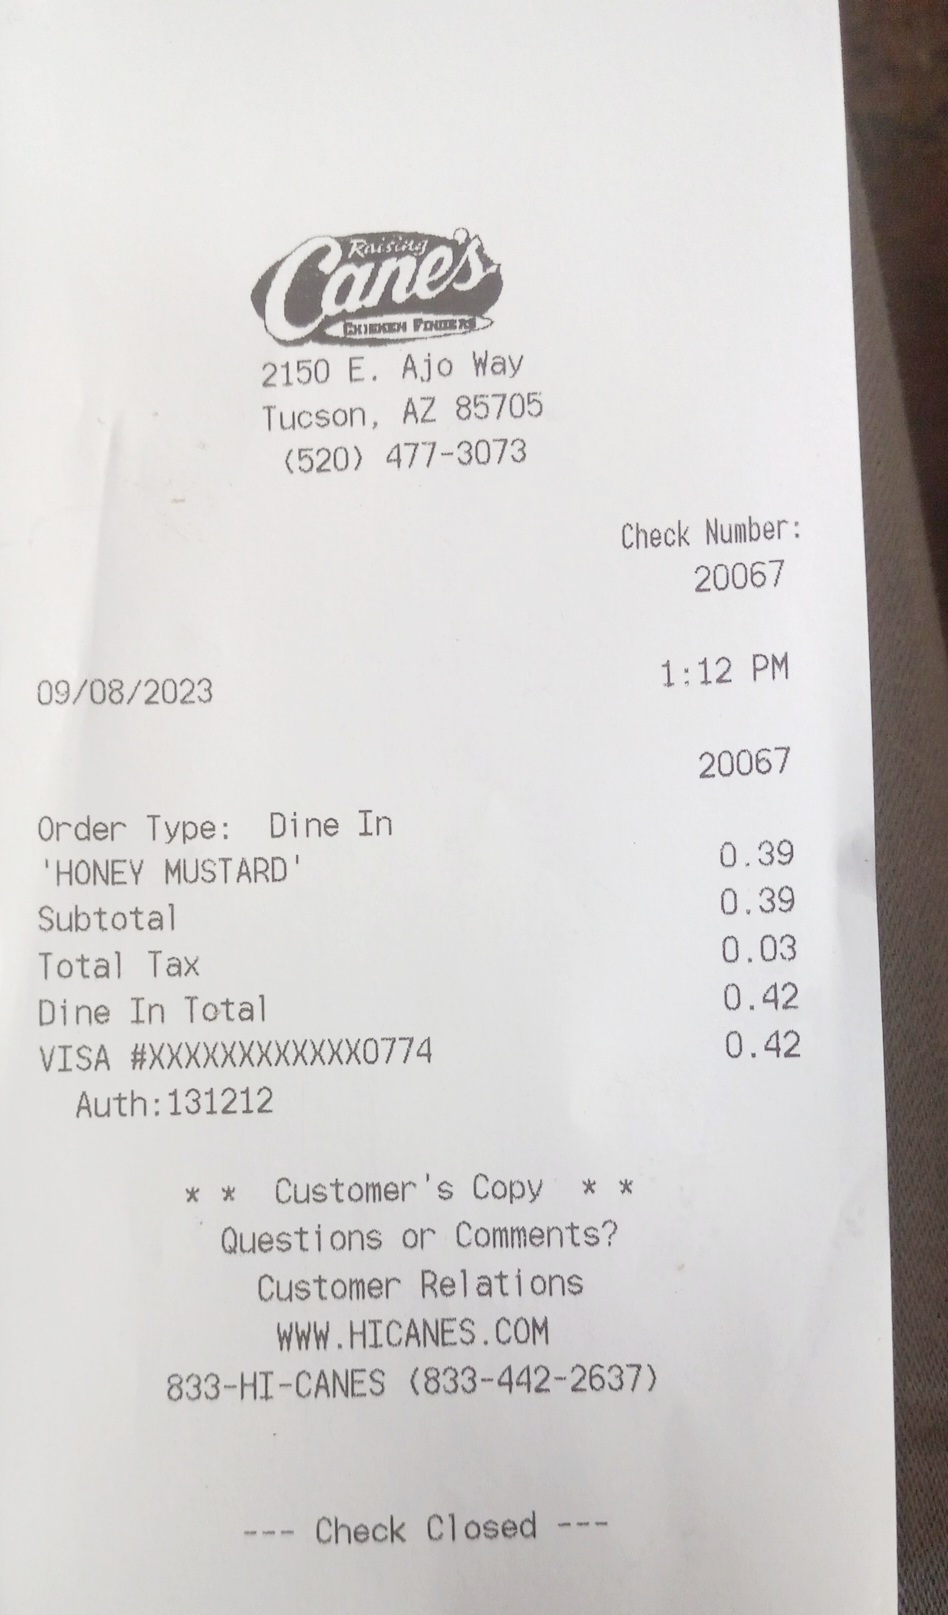 Raising
Cane's
CHICKEN FINGERS
2150 E. Ajo Way
Tucson, AZ 85705
(520) 477-3073
Check Number:
20067
09/08/2023 1:12 PM
20067
Order Type: Dine In
'HONEY MUSTARD' 0.39
Subtotal 0.39
Total Tax 0.03
Dine In Total 0.42
VISA #XXXXXXXXXXXX0774 0.42
Auth:131212
* * Customer's Copy * *
Questions or Comments?
Customer Relations
WWW.HICANES.COM
833-HI-CANES (833-442-2637)
--- Check Closed ---